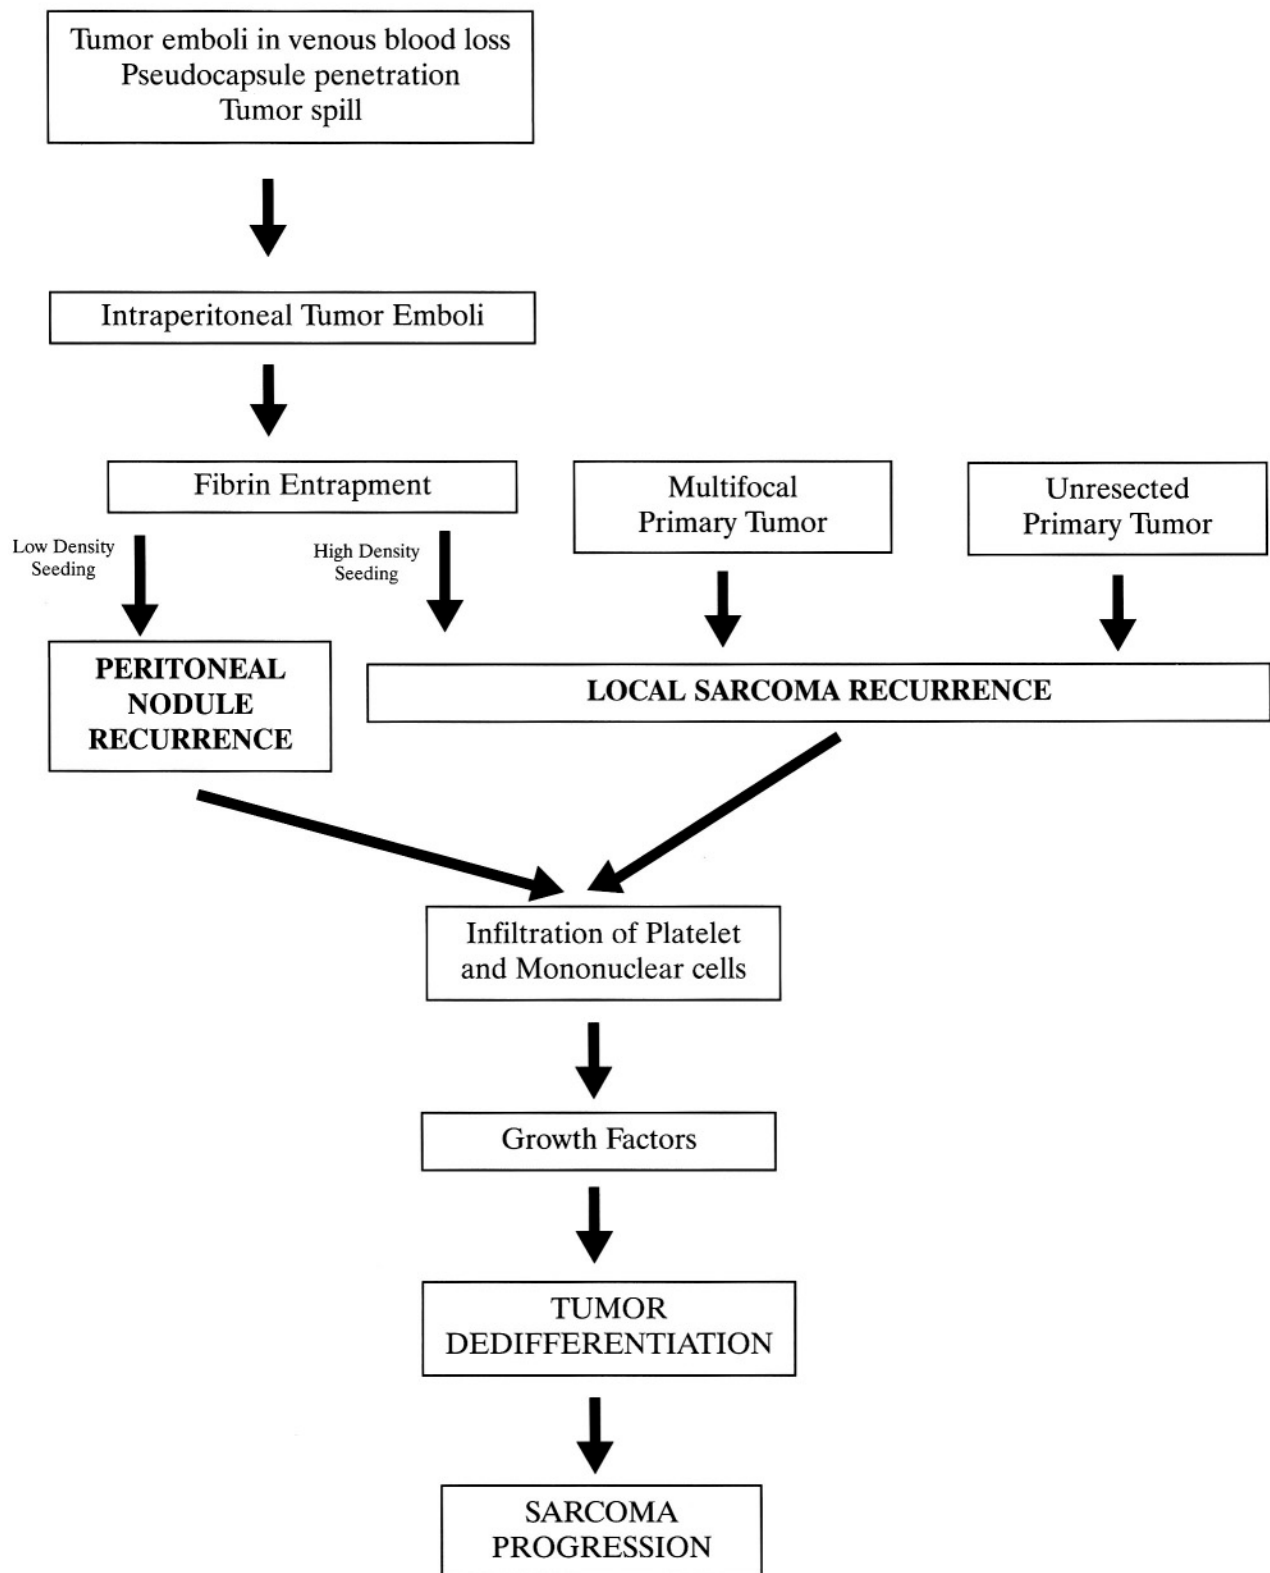 Tumor emboli in venous blood loss
Pseudocapsule penetration
Tumor spill
Intraperitoneal Tumor Emboli
Fibrin Entrapment
Multifocal
Primary Tumor
Unresected
Primary Tumor
Low Density
Seeding
High Density
Seeding
PERITONEAL
NODULE
RECURRENCE
LOCAL SARCOMA RECURRENCE
Infiltration of Platelet
and Mononuclear cells
Growth Factors
TUMOR
DEDIFFERENTIATION
SARCOMA
PROGRESSION